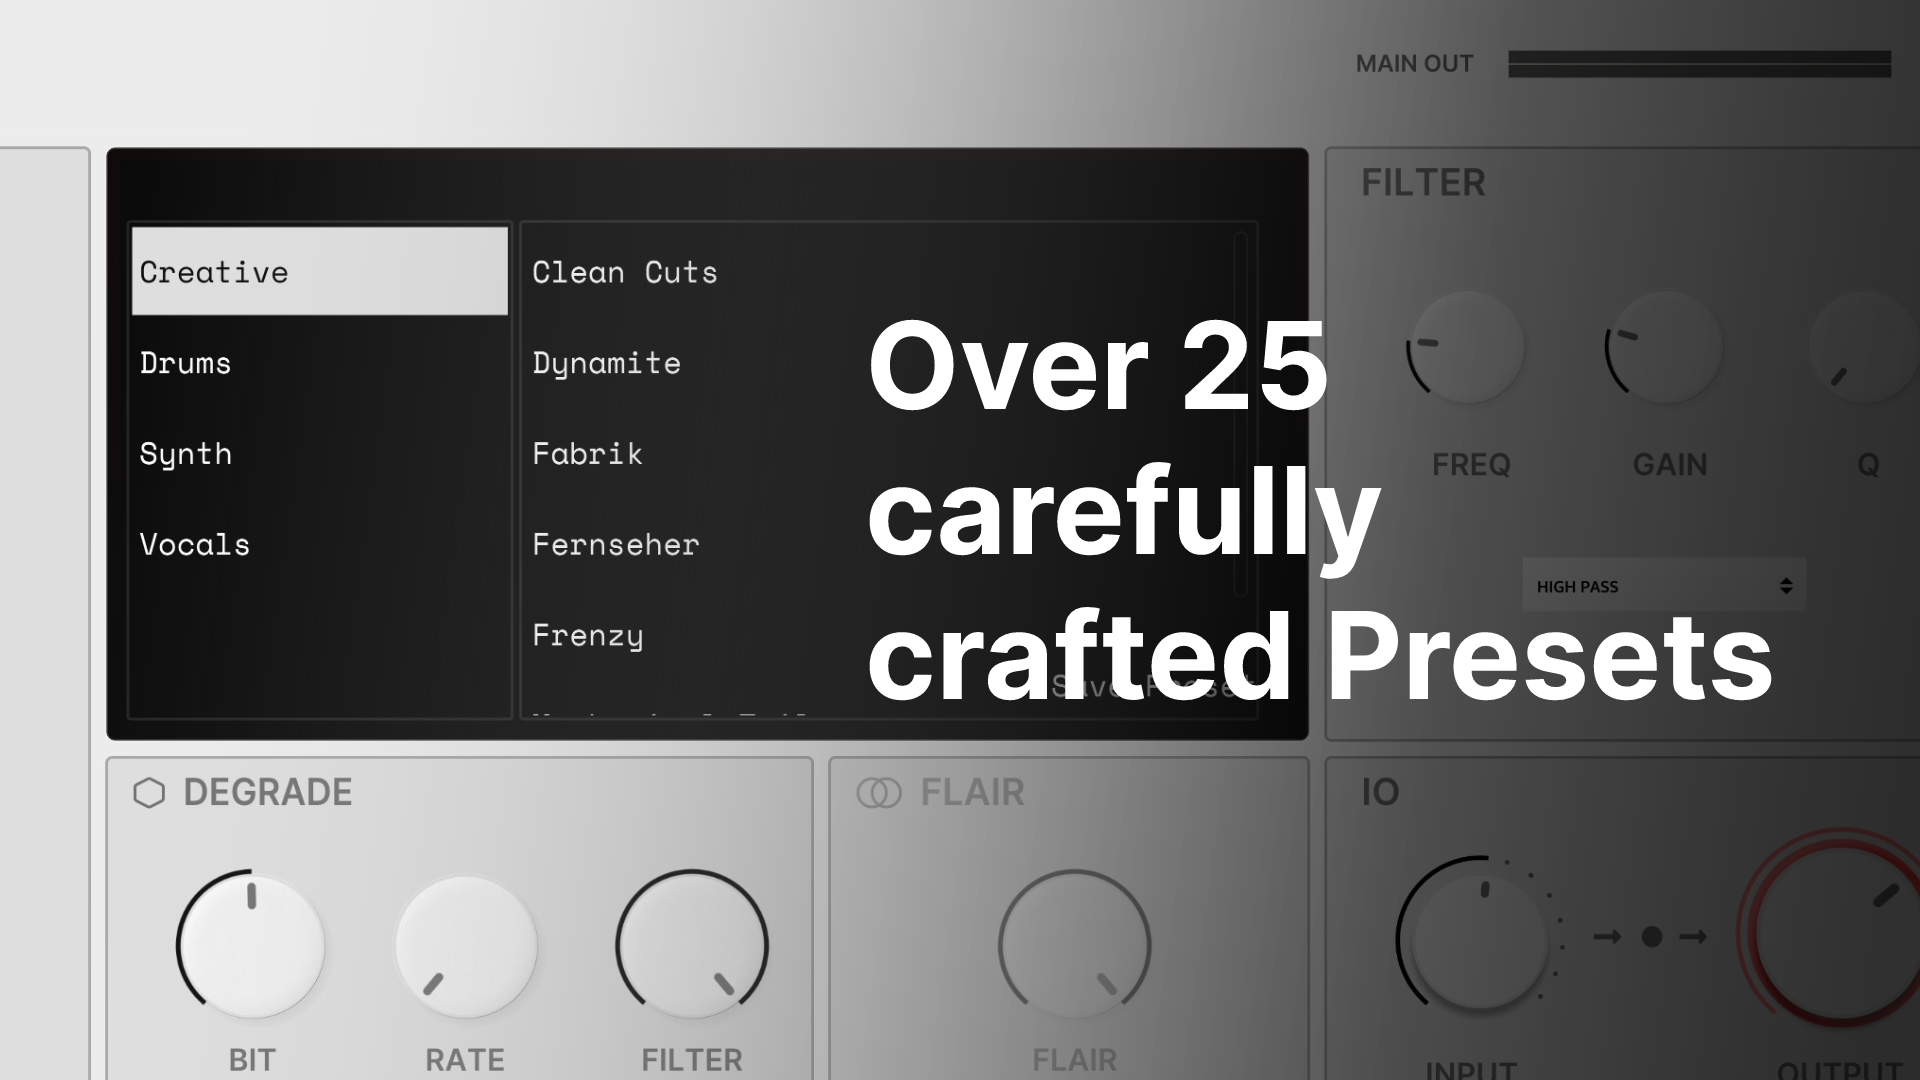 MAIN OUT
Creative
Drums
Synth
Vocals
Clean Cuts
Dynamite
Fabrik
Fernseher
Frenzy
Save Preset
Over 25
carefully
crafted Presets
FILTER
FREQ
GAIN
Q
HIGH PASS
DEGRADE
BIT
RATE
FILTER
FLAIR
FLAIR
IO
INPUT
OUTPUT